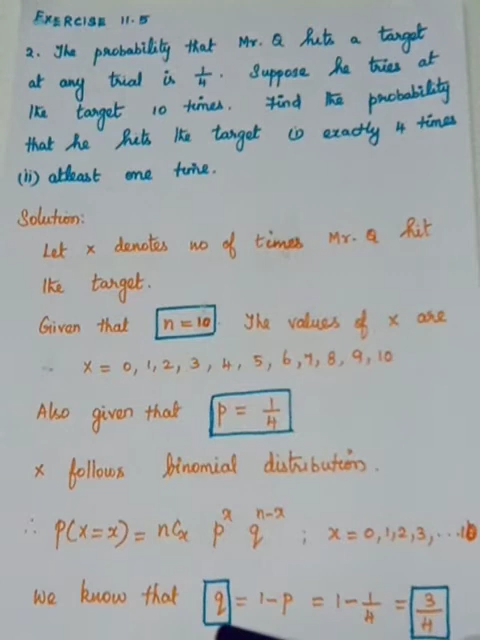 EXERCISE 11.5
2. The probability that Mr. Q hits a target
at any trial is 1/4. Suppose he tries at
the target 10 times. Find the probability
that he hits the target (i) exactly 4 times
(ii) atleast one time.
Solution:
Let x denotes no of times Mr. Q hit
the target.
Given that n = 10 The values of x are
∴ X = 0, 1, 2, 3, 4, 5, 6, 7, 8, 9, 10
Also given that p = 1/4
x follows binomial distribution.
∴ P(X=x) = nCx p^x q^(n-x) ; x = 0, 1, 2, 3, ...10
We know that q = 1-p = 1 - 1/4 = 3/4